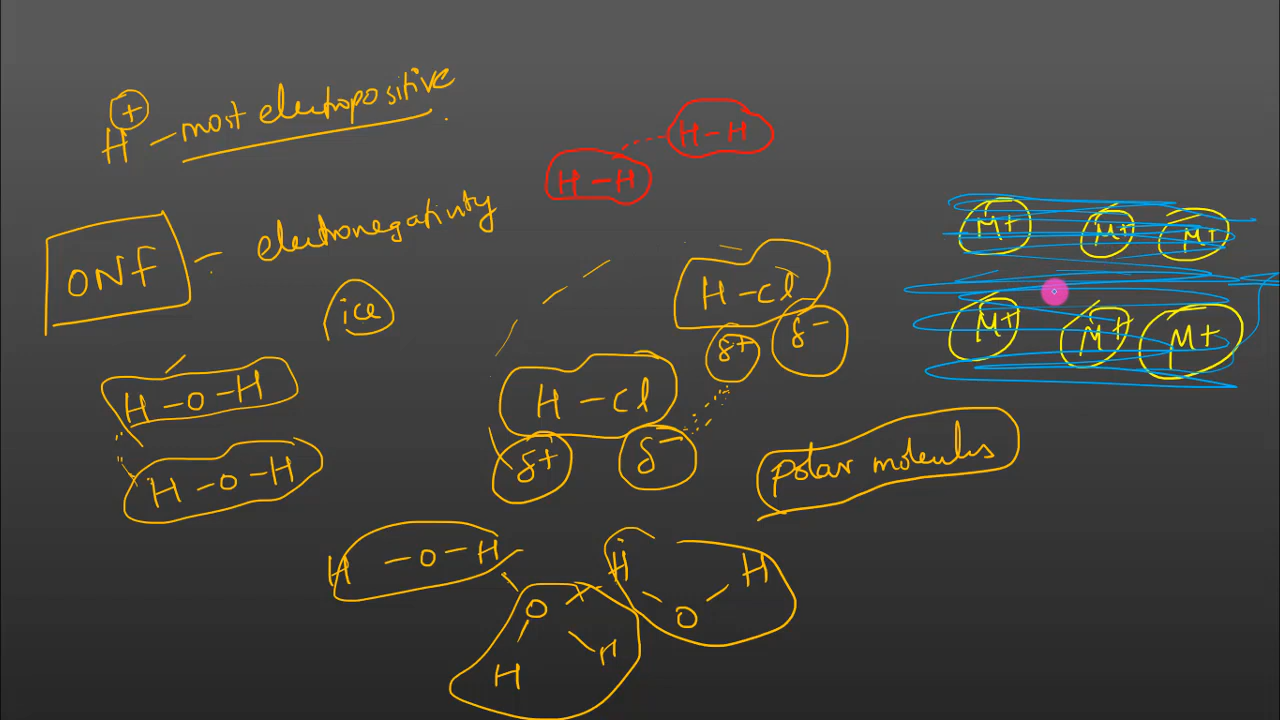 +
H – most electropositive
H – H
H – H
ONF – electronegativity
M+ M+ M+
ice
H – Cl
δ+ δ-
M+ M+ M+
H – O – H
H – Cl
δ+ δ-
H – O – H
polar molecules
H – O – H
H H
O
O
H H